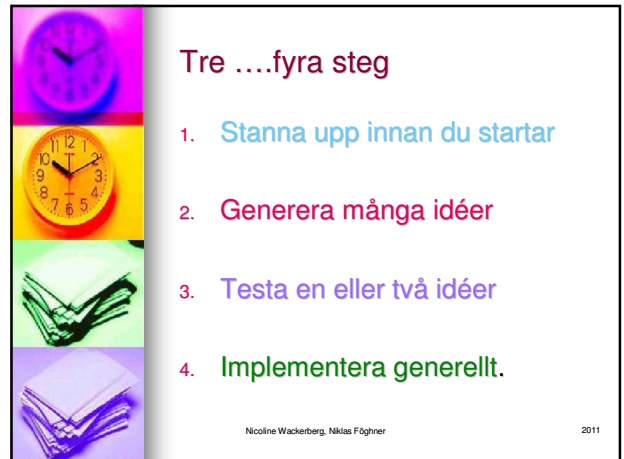 Tre ….fyra steg
1. Stanna upp innan du startar
2. Generera många idéer
3. Testa en eller två idéer
4. Implementera generellt.
Nicoline Wackerberg, Niklas Föghner 2011